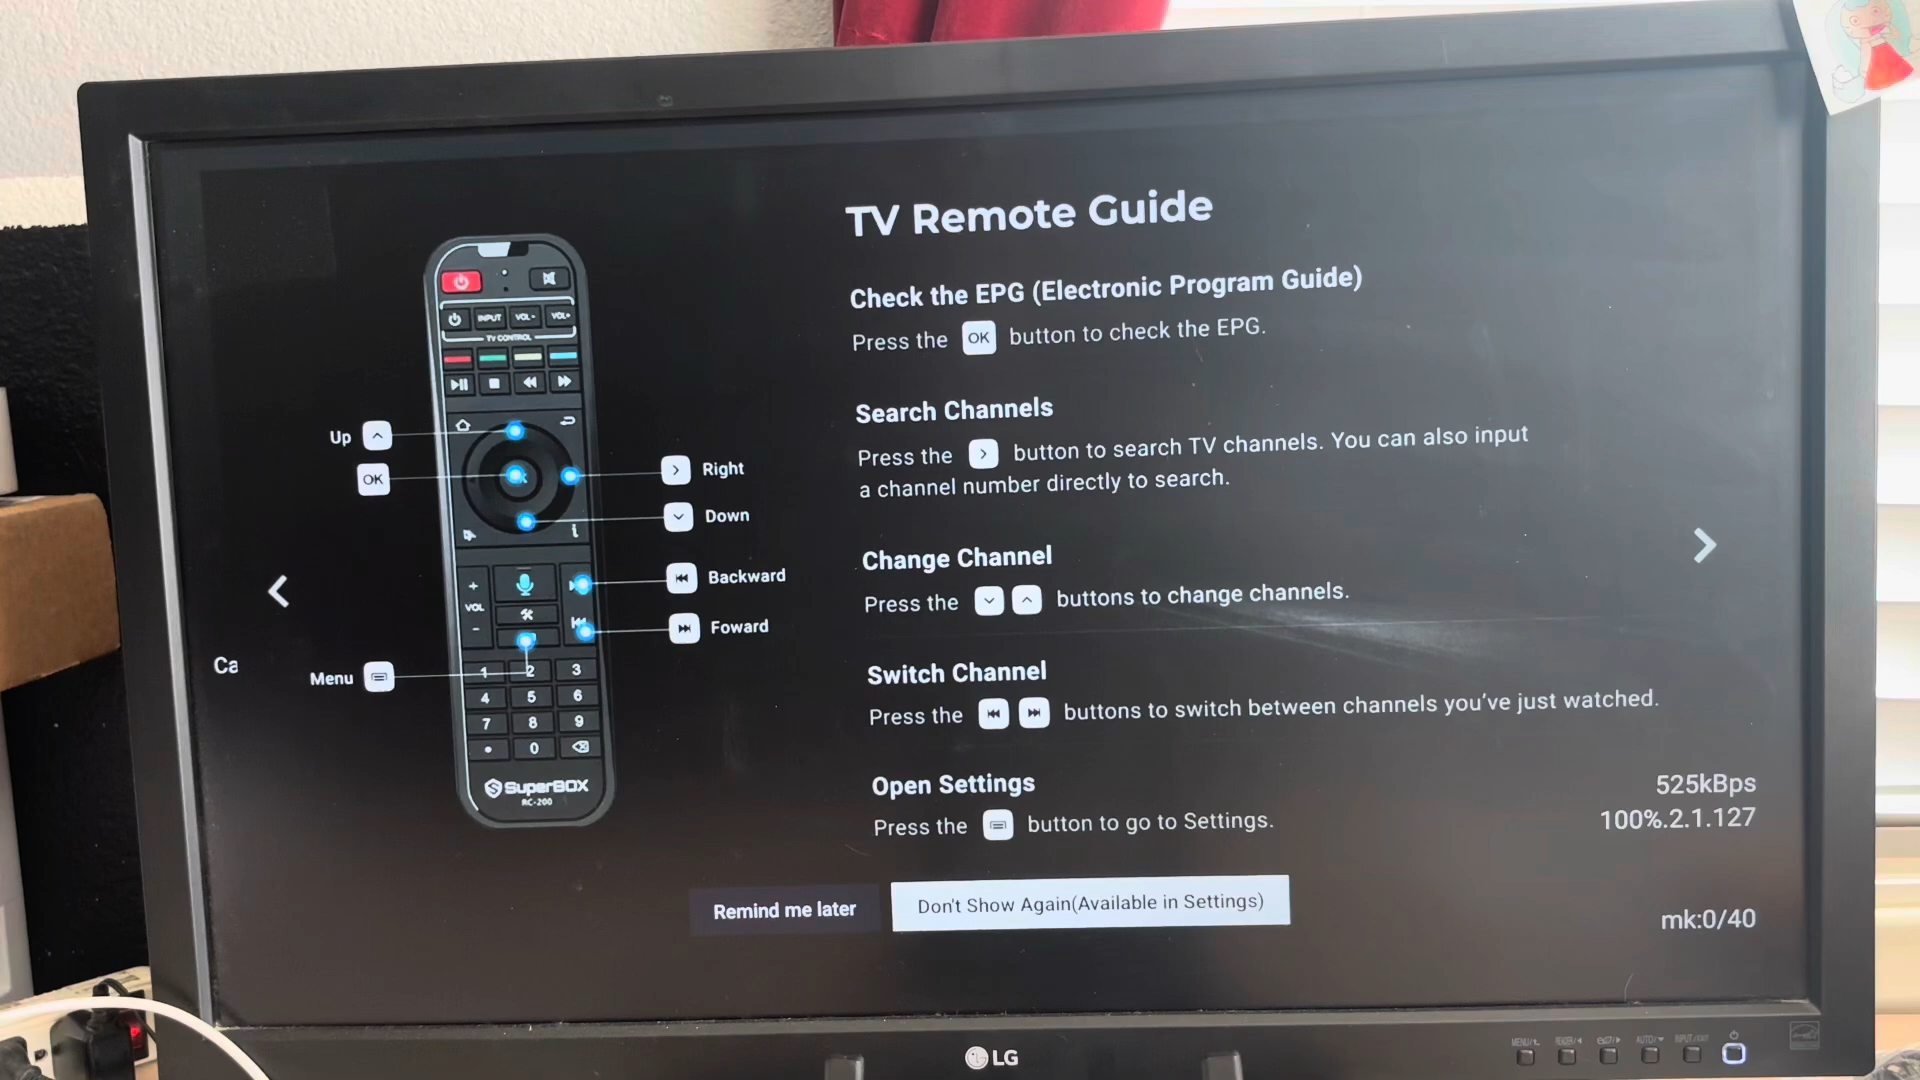 TV Remote Guide
Check the EPG (Electronic Program Guide)
Press the OK button to check the EPG.
Search Channels
Press the > button to search TV channels. You can also input
a channel number directly to search.
Change Channel
Press the buttons to change channels.
Switch Channel
Press the buttons to switch between channels you've just watched.
Open Settings
Press the button to go to Settings.
Up
OK
Right
Down
Backward
Foward
Menu
Ca
INPUT VOL- VOL+
TV CONTROL
i
+
VOL
-
1 2 3
4 5 6
7 8 9
0
SuperBOX
RC-200
525kBps
100%.2.1.127
mk:0/40
Remind me later
Don't Show Again(Available in Settings)
LG
MENU
AUTO